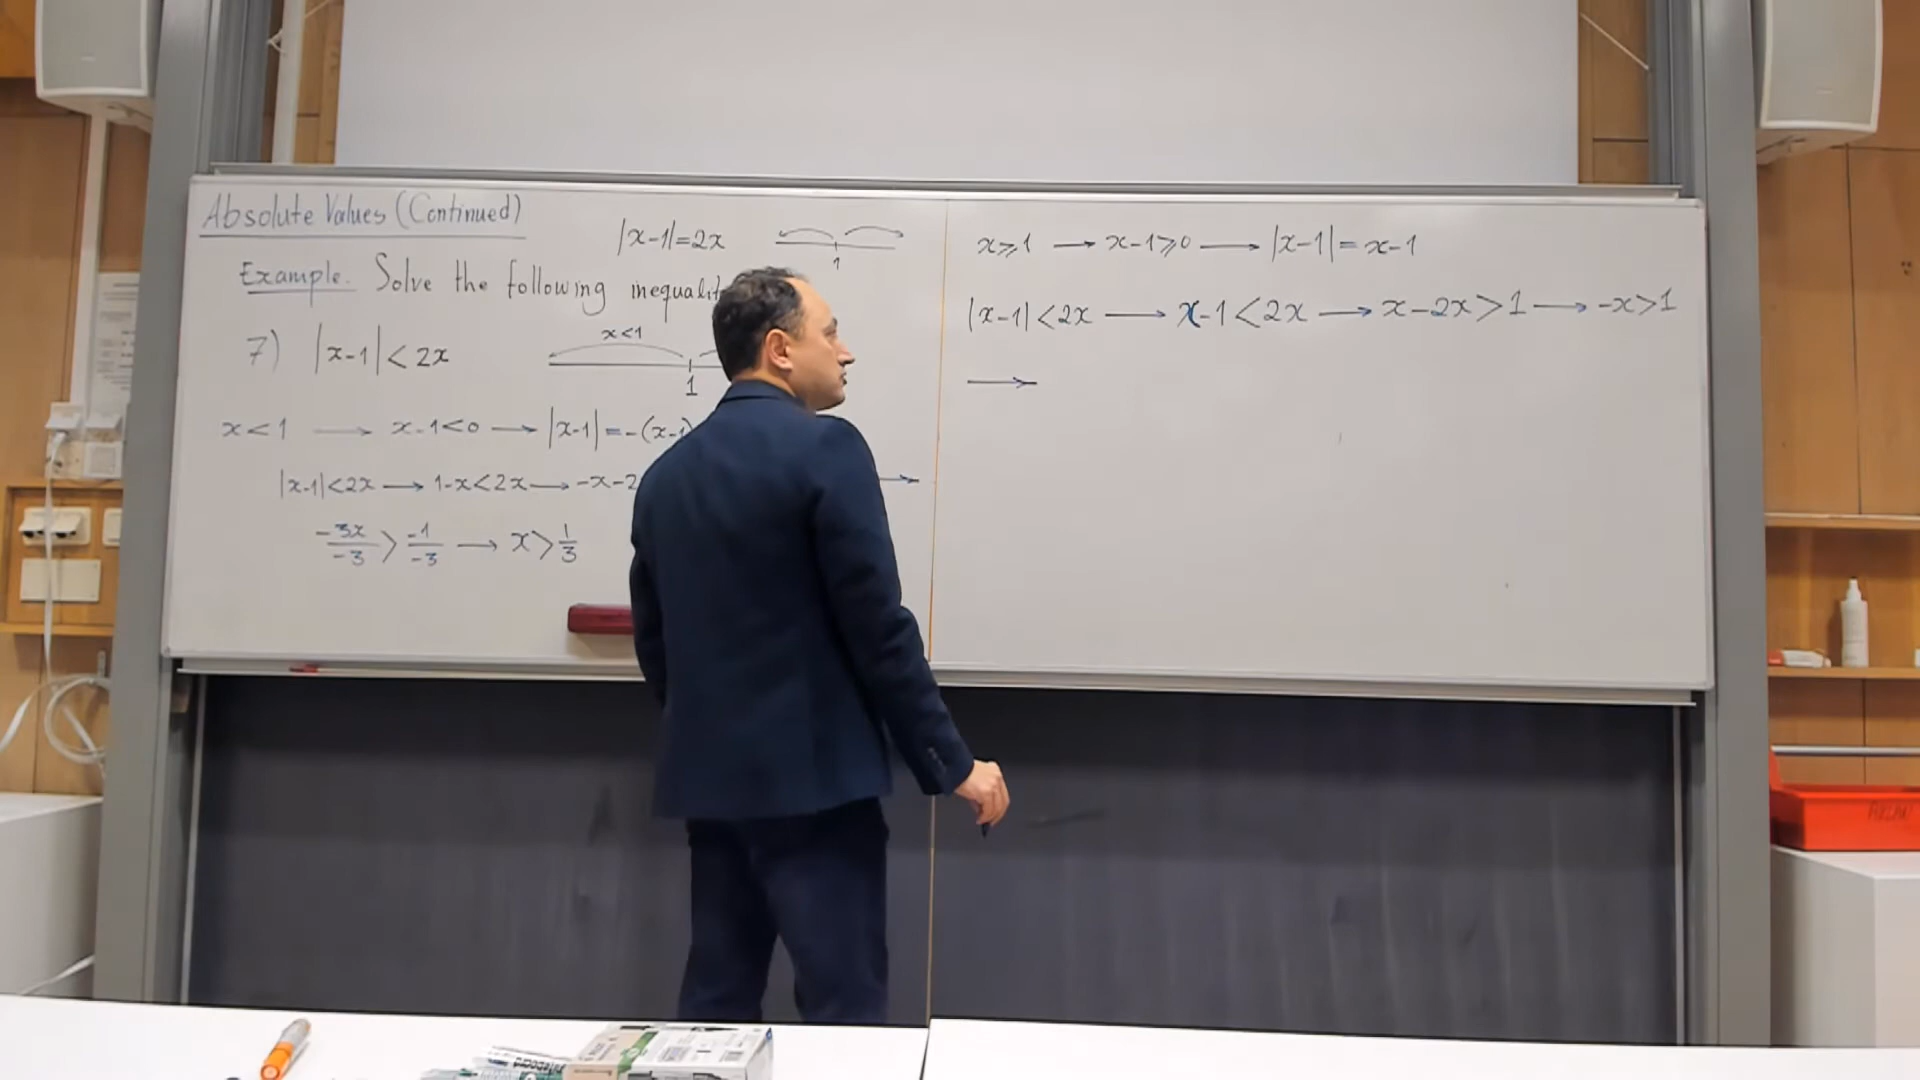 Absolute Values (Continued)
|x-1|=2x
1
Example. Solve the following inequalit
7) |x-1| < 2x
x<1
1
x<1 → x-1<0 → |x-1|=-(x-1)
|x-1|<2x → 1-x<2x → -x-2 →
-3x/-3 > -1/-3 → x > 1/3
x⩾1 → x-1⩾0 → |x-1|=x-1
|x-1|<2x → x-1<2x → x-2x>1 → -x>1
→